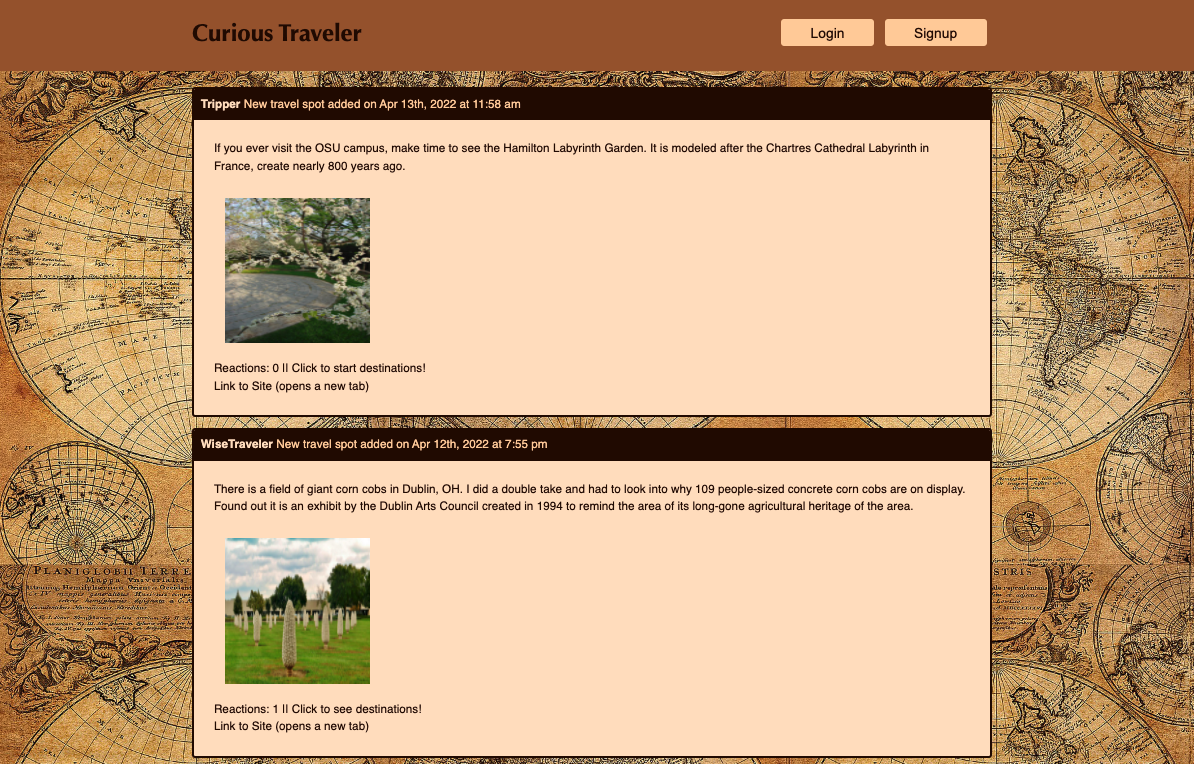 Curious Traveler
Login
Signup
Tripper New travel spot added on Apr 13th, 2022 at 11:58 am
If you ever visit the OSU campus, make time to see the Hamilton Labyrinth Garden. It is modeled after the Chartres Cathedral Labyrinth in
France, create nearly 800 years ago.
Reactions: 0 || Click to start destinations!
Link to Site (opens a new tab)
WiseTraveler New travel spot added on Apr 12th, 2022 at 7:55 pm
There is a field of giant corn cobs in Dublin, OH. I did a double take and had to look into why 109 people-sized concrete corn cobs are on display.
Found out it is an exhibit by the Dublin Arts Council created in 1994 to remind the area of its long-gone agricultural heritage of the area.
PLANIGLOBII TERRE
Reactions: 1 || Click to see destinations!
Link to Site (opens a new tab)